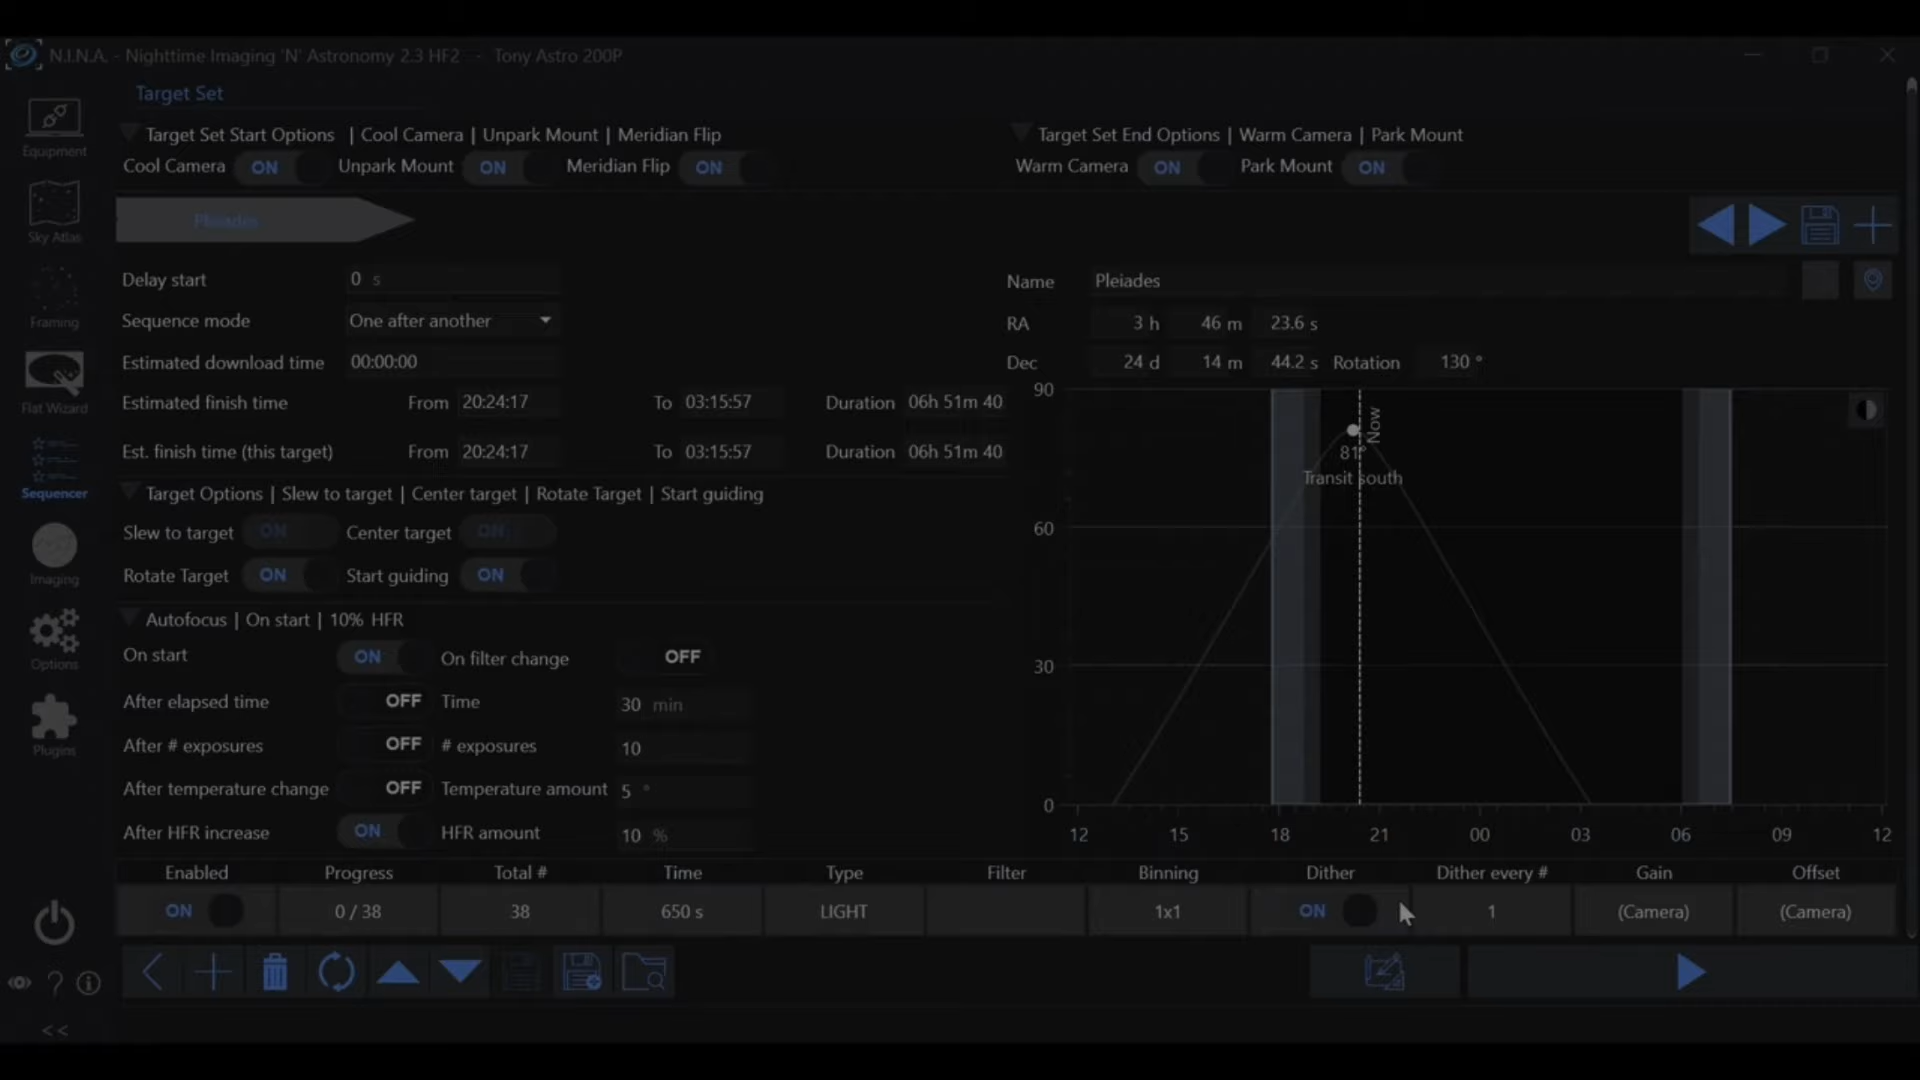 N.I.N.A. - Nighttime Imaging 'N' Astronomy 2.3 HF2 - Tony Astro 200P
Target Set
Target Set Start Options | Cool Camera | Unpark Mount | Meridian Flip
Target Set End Options | Warm Camera | Park Mount
Cool Camera ON Unpark Mount ON Meridian Flip ON
Warm Camera ON Park Mount ON
Equipment
Sky Atlas
Framing
Flat Wizard
Sequencer
Imaging
Options
Plugins
Pleiades
Delay start 0 s
Sequence mode One after another
Estimated download time 00:00:00
Estimated finish time From 20:24:17 To 03:15:57 Duration 06h 51m 40
Est. finish time (this target) From 20:24:17 To 03:15:57 Duration 06h 51m 40
Name Pleiades
RA 3 h 46 m 23.6 s
Dec 24 d 14 m 44.2 s Rotation 130 °
Target Options | Slew to target | Center target | Rotate Target | Start guiding
Slew to target ON Center target ON
Rotate Target ON Start guiding ON
Autofocus | On start | 10% HFR
On start ON On filter change OFF
After elapsed time OFF Time 30 min
After # exposures OFF # exposures 10
After temperature change OFF Temperature amount 5 °
After HFR increase ON HFR amount 10 %
90
60
30
0
Now
81°
Transit south
12 15 18 21 00 03 06 09 12
Enabled Progress Total # Time Type Filter Binning Dither Dither every # Gain Offset
ON 0 / 38 38 650 s LIGHT 1x1 ON 1 (Camera) (Camera)
<<